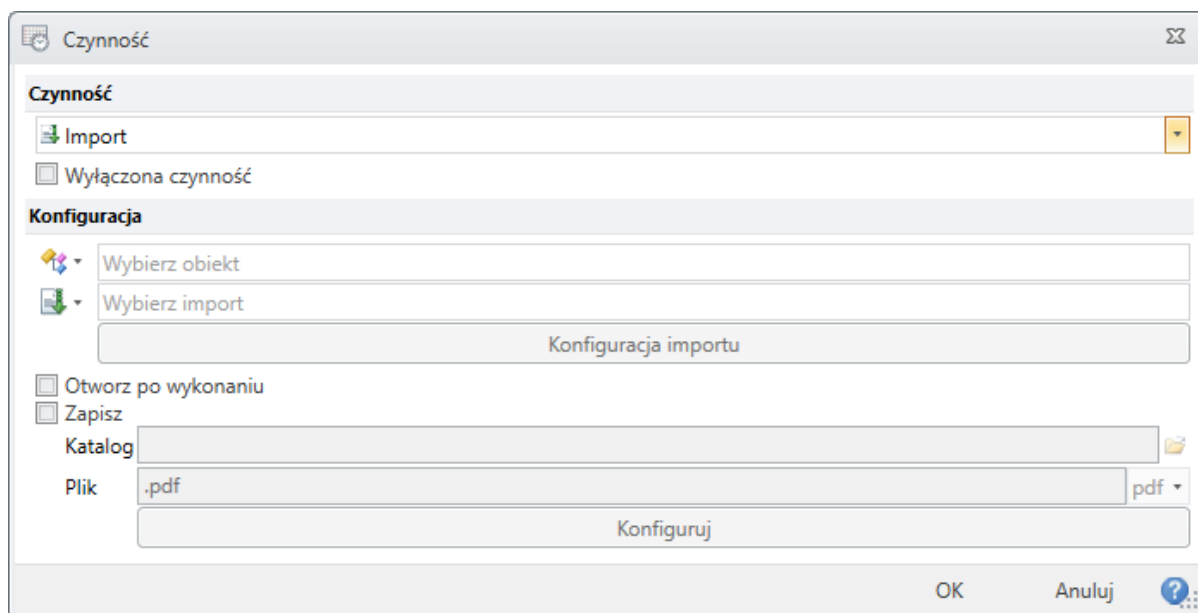 Czynność
Czynność
Import
Wyłączona czynność
Konfiguracja
Wybierz obiekt
Wybierz import
Konfiguracja importu
Otworz po wykonaniu
Zapisz
Katalog
Plik .pdf pdf
Konfiguruj
OK Anuluj